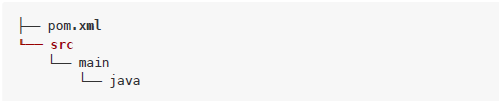 ├── pom.xml
└── src
    └── main
        └── java